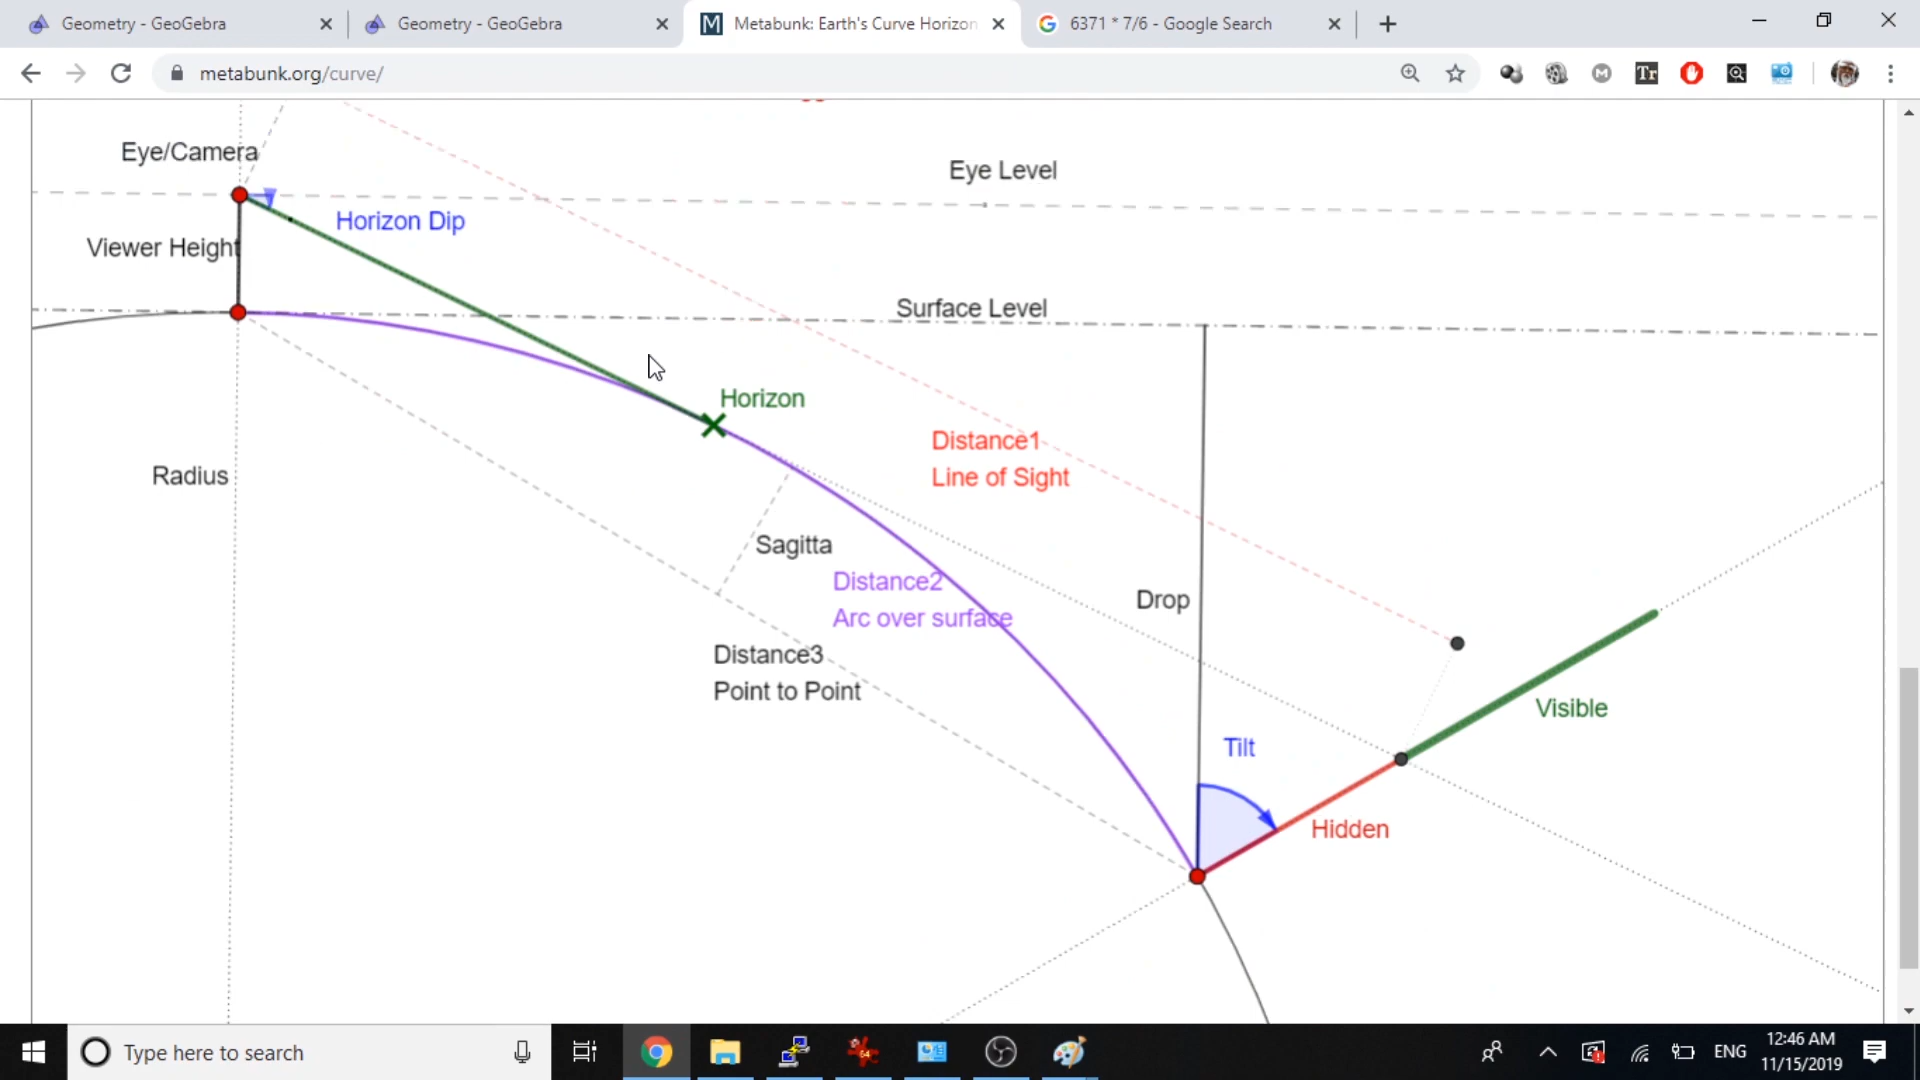 Geometry - GeoGebra
Geometry - GeoGebra
M
Metabunk: Earth's Curve Horizon
G
6371 * 7/6 - Google Search
metabunk.org/curve/
M
Tr
Eye/Camera
Eye Level
Horizon Dip
Viewer Height
Surface Level
Horizon
Distance1
Line of Sight
Radius
Sagitta
Distance2
Arc over surface
Drop
Distance3
Point to Point
Visible
Tilt
Hidden
Type here to search
64
ENG
12:46 AM
11/15/2019